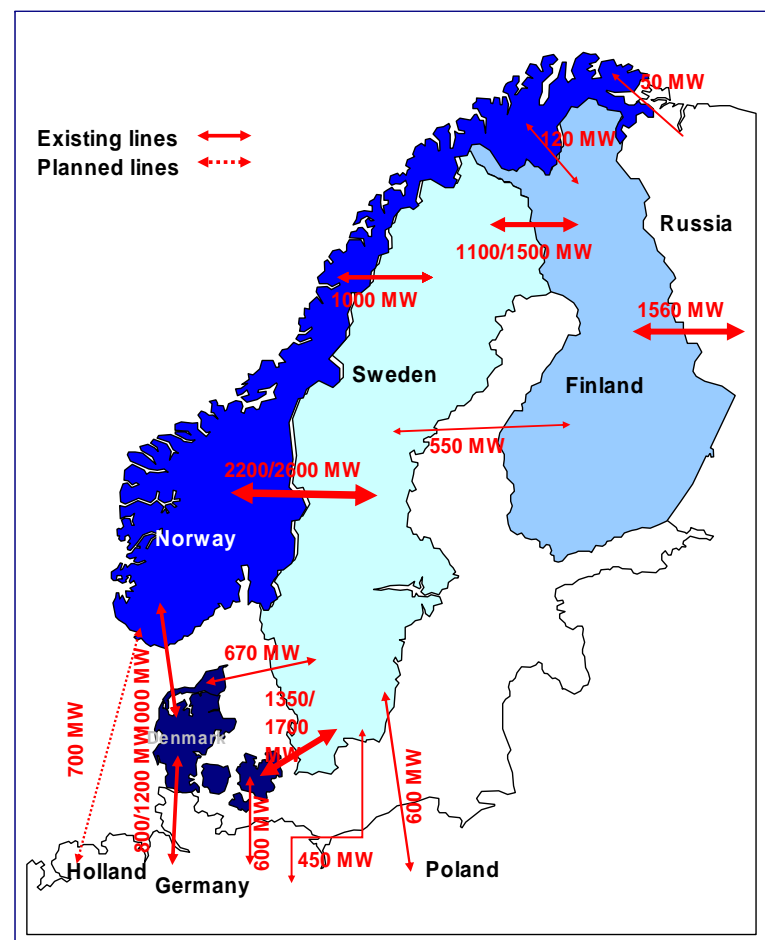 50 MW
Existing lines
120 MW
Planned lines
Russia
1100/1500 MW
1000 MW
1560 MW
Sweden
Finland
550 MW
2200/2600 MW
Norway
670 MW
1350/
1700
MW
1000 MW
700 MW
Denmark
800/1200 MW
600 MW
600 MW
450 MW
Holland
Germany
Poland